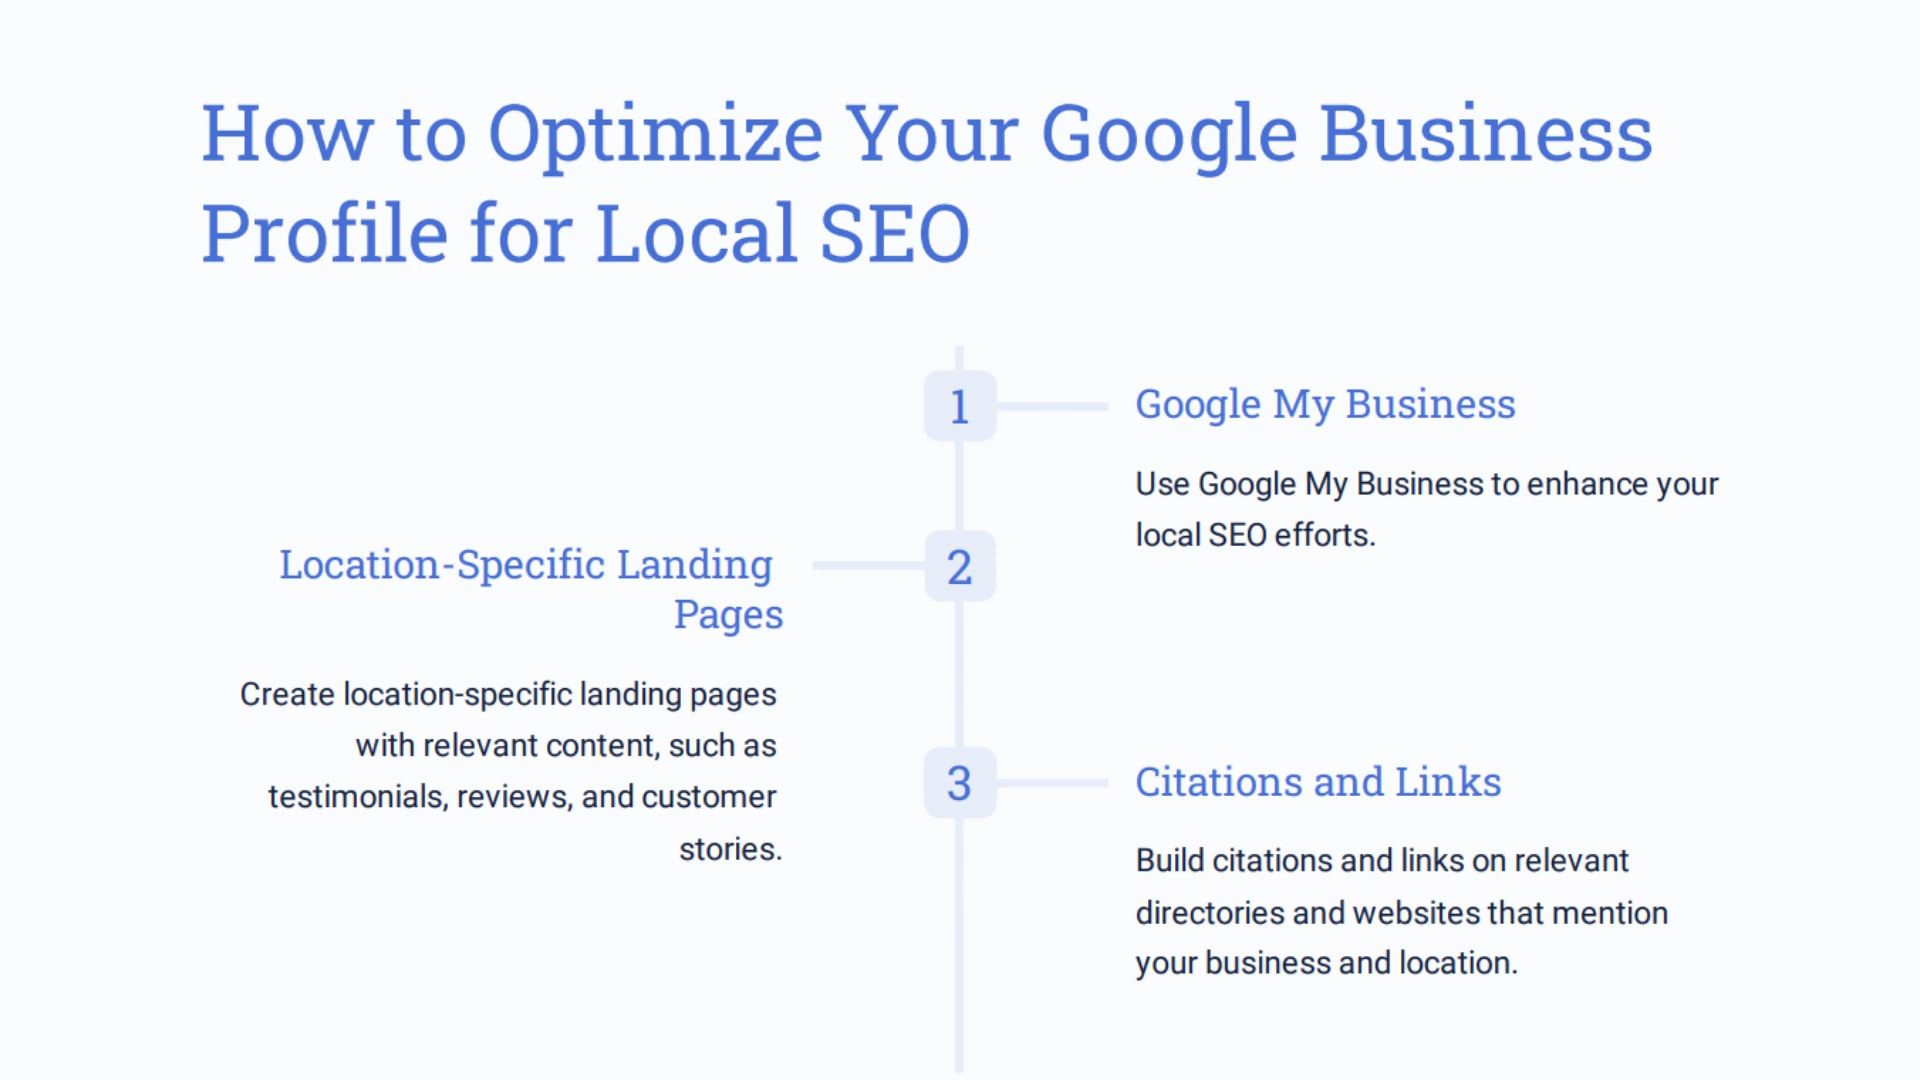 How to Optimize Your Google Business
Profile for Local SEO
1
Google My Business
Use Google My Business to enhance your
local SEO efforts.
2
Location-Specific Landing
Pages
Create location-specific landing pages
with relevant content, such as
testimonials, reviews, and customer
stories.
3
Citations and Links
Build citations and links on relevant
directories and websites that mention
your business and location.